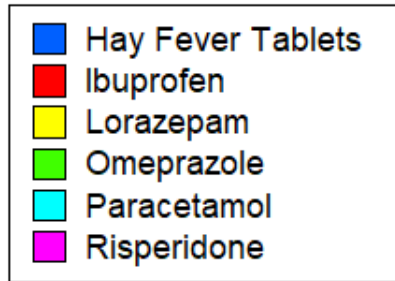 Hay Fever Tablets
Ibuprofen
Lorazepam
Omeprazole
Paracetamol
Risperidone